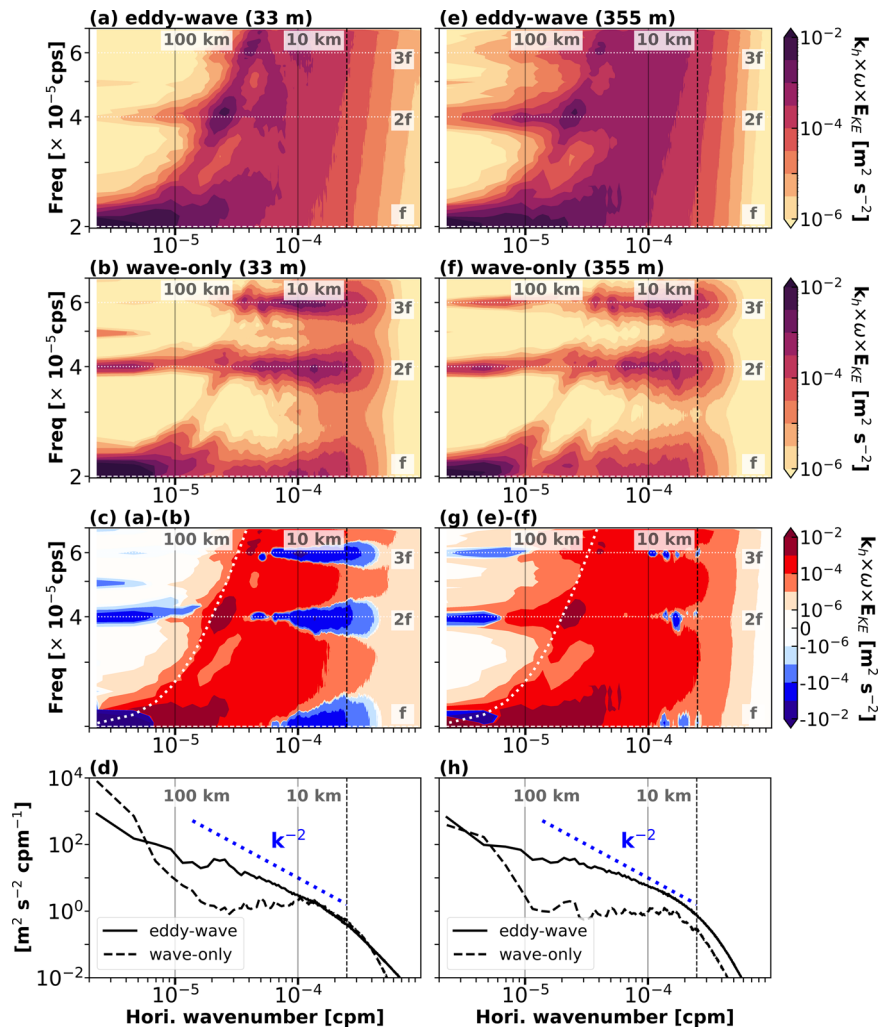 (a) eddy-wave (33 m)
(e) eddy-wave (355 m)
100 km 10 km
100 km 10 km
6
4
2
3f
2f
f
3f
2f
f
Freq [× 10⁻⁵cps]
10⁻⁵ 10⁻⁴
10⁻⁵ 10⁻⁴
10⁻²
10⁻⁴
10⁻⁶
kₕ×ω×E_KE [m² s⁻²]
(b) wave-only (33 m)
(f) wave-only (355 m)
100 km 10 km
100 km 10 km
6
4
2
3f
2f
f
3f
2f
f
Freq [× 10⁻⁵cps]
10⁻⁵ 10⁻⁴
10⁻⁵ 10⁻⁴
10⁻²
10⁻⁴
10⁻⁶
kₕ×ω×E_KE [m² s⁻²]
(c) (a)-(b)
(g) (e)-(f)
100 km 10 km
100 km 10 km
6
4
3f
2f
f
3f
2f
f
Freq [× 10⁻⁵cps]
10⁻⁵ 10⁻⁴
10⁻⁵ 10⁻⁴
10⁻²
10⁻⁴
10⁻⁶
0
-10⁻⁶
-10⁻⁴
-10⁻²
kₕ×ω×E_KE [m² s⁻²]
(d)
(h)
100 km 10 km
100 km 10 km
10⁴
10²
10⁰
10⁻²
[m² s⁻² cpm⁻¹]
k⁻²
k⁻²
eddy-wave
wave-only
eddy-wave
wave-only
10⁻⁵ 10⁻⁴
10⁻⁵ 10⁻⁴
Hori. wavenumber [cpm]
Hori. wavenumber [cpm]